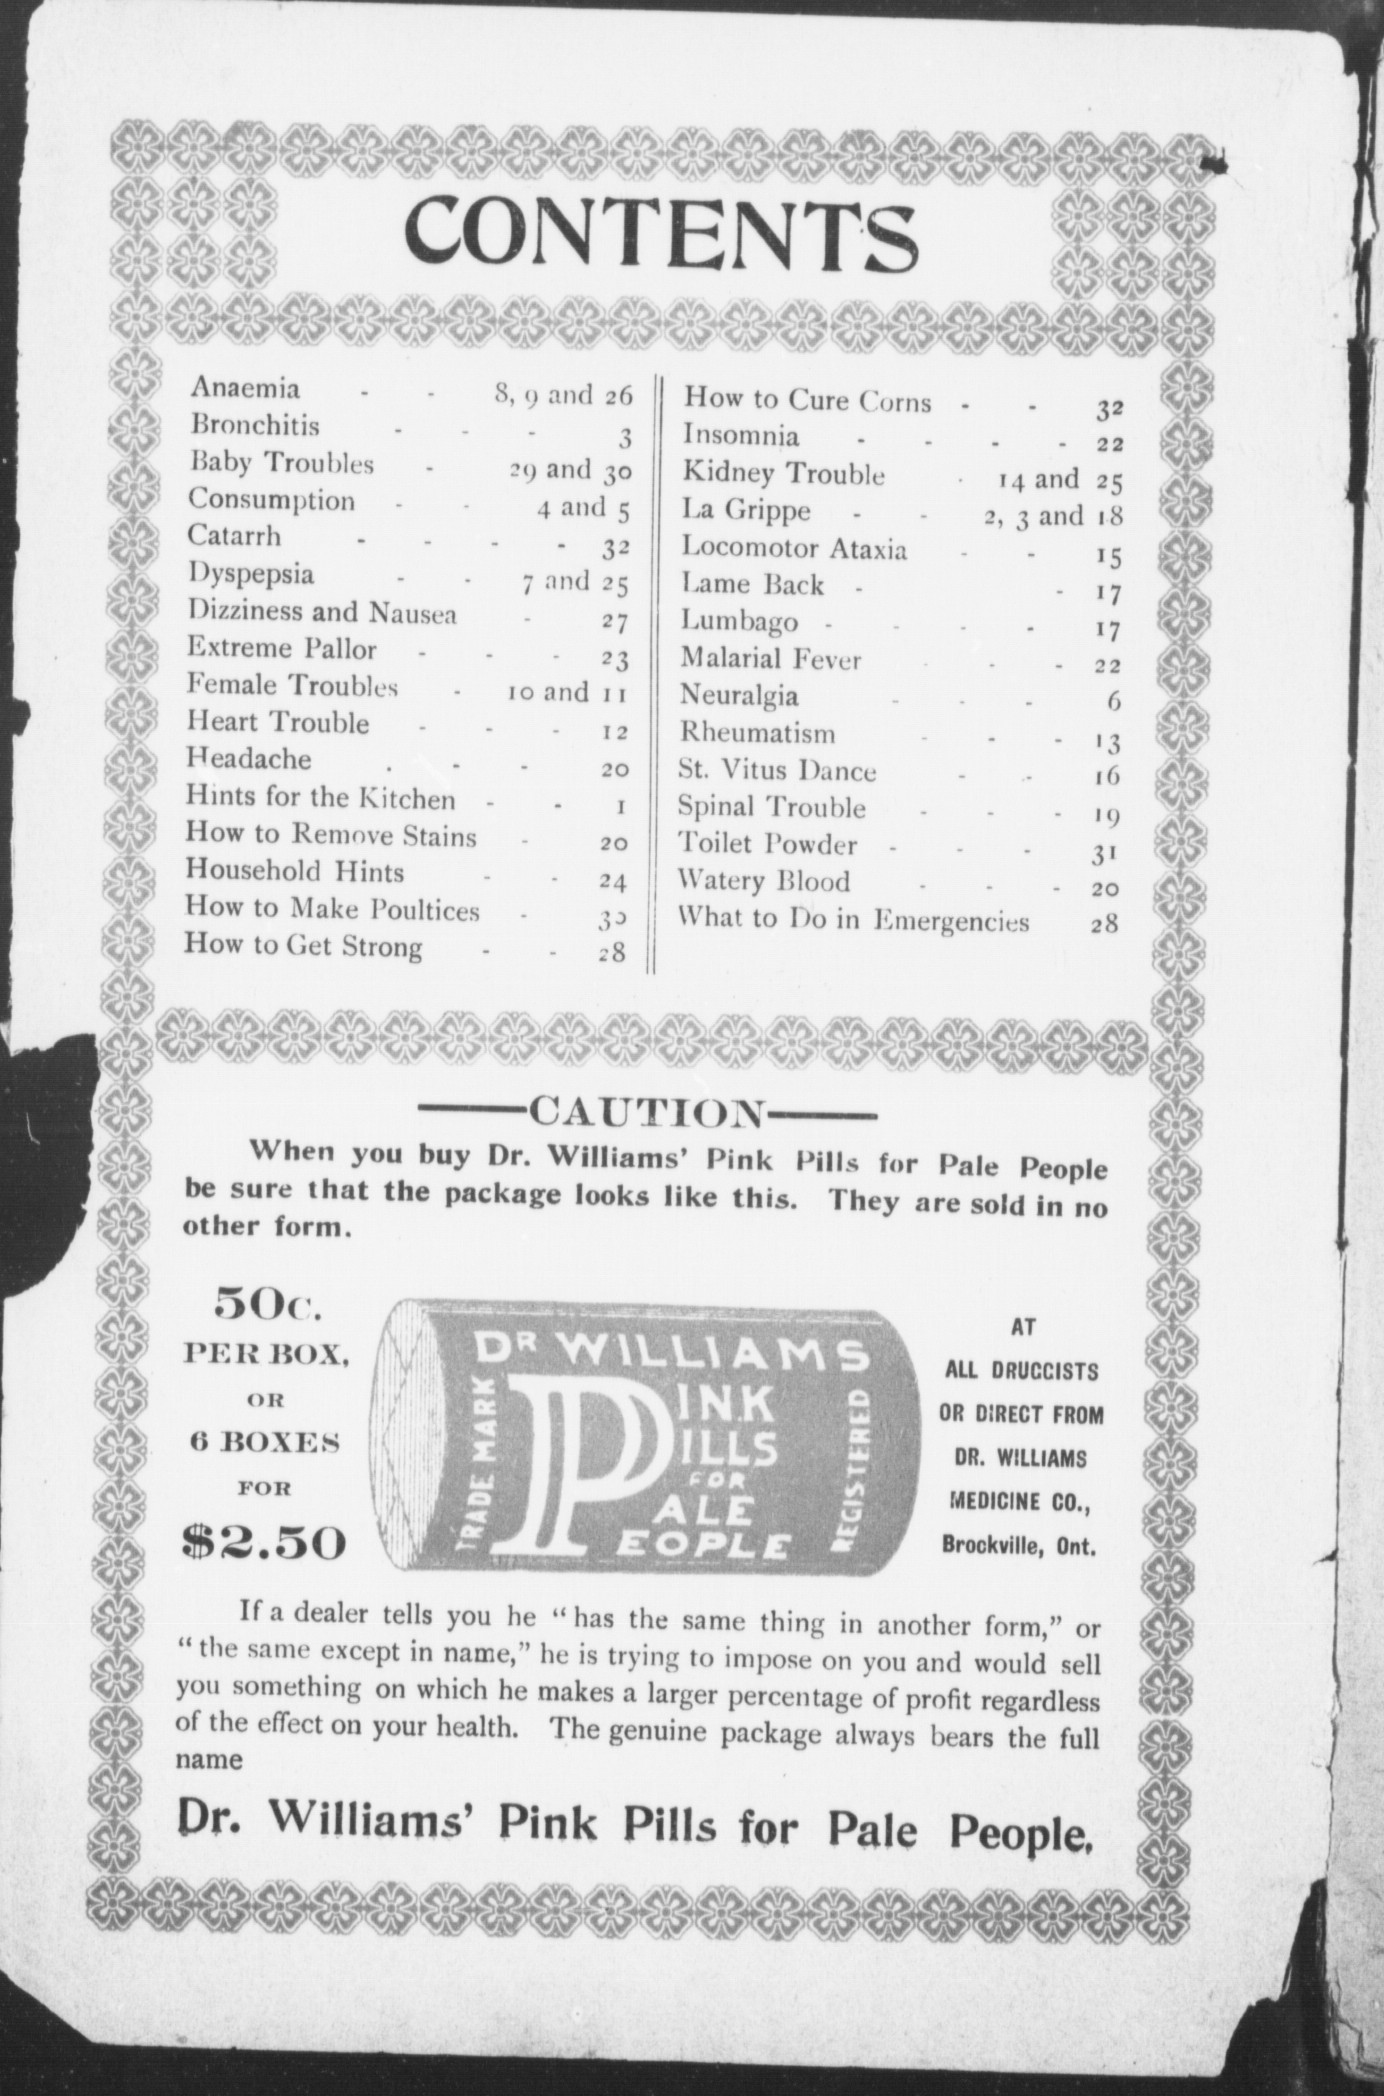 CONTENTS
Anaemia - - 8, 9 and 26
Bronchitis - - - 3
Baby Troubles - 29 and 30
Consumption - - 4 and 5
Catarrh - - - - 32
Dyspepsia - - 7 and 25
Dizziness and Nausea - 27
Extreme Pallor - - - 23
Female Troubles - 10 and 11
Heart Trouble - - - 12
Headache - - - 20
Hints for the Kitchen - - 1
How to Remove Stains - 20
Household Hints - - 24
How to Make Poultices - 30
How to Get Strong - - 28
How to Cure Corns - - 32
Insomnia - - - - 22
Kidney Trouble - 14 and 25
La Grippe - - 2, 3 and 18
Locomotor Ataxia - - 15
Lame Back - - 17
Lumbago - - - - 17
Malarial Fever - - - 22
Neuralgia - - - 6
Rheumatism - - - 13
St. Vitus Dance - - 16
Spinal Trouble - - - 19
Toilet Powder - - - 31
Watery Blood - - - 20
What to Do in Emergencies 28
CAUTION
When you buy Dr. Williams' Pink Pills for Pale People
be sure that the package looks like this. They are sold in no
other form.
50c.
PER BOX,
OR
6 BOXES
FOR
$2.50
DR WILLIAMS
TRADE MARK
PINK
PILLS
FOR
PALE
PEOPLE
REGISTERED
AT
ALL DRUGGISTS
OR DIRECT FROM
DR. WILLIAMS
MEDICINE CO.,
Brockville, Ont.
If a dealer tells you he "has the same thing in another form," or
"the same except in name," he is trying to impose on you and would sell
you something on which he makes a larger percentage of profit regardless
of the effect on your health. The genuine package always bears the full
name
Dr. Williams' Pink Pills for Pale People.